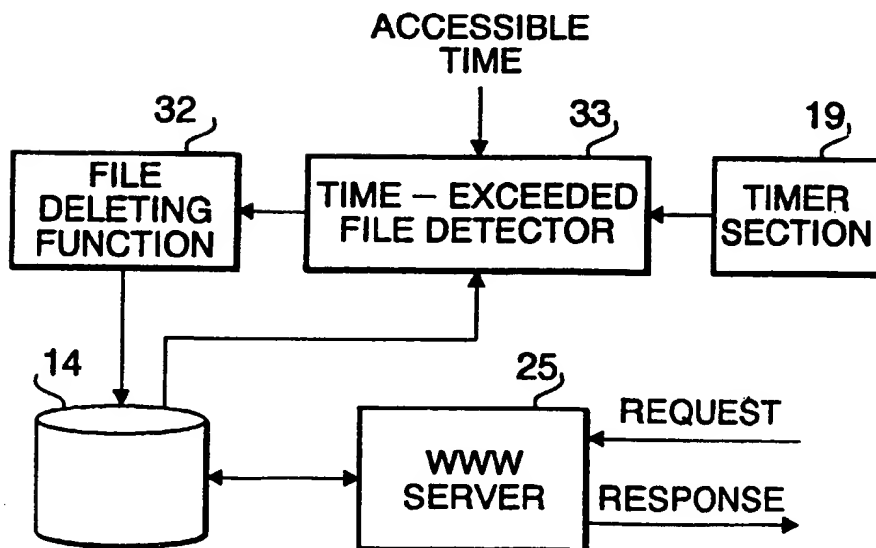 ACCESSIBLE
TIME
32
33
19
FILE
DELETING
FUNCTION
TIME – EXCEEDED
FILE DETECTOR
TIMER
SECTION
14
25
WWW
SERVER
REQUEST
RESPONSE